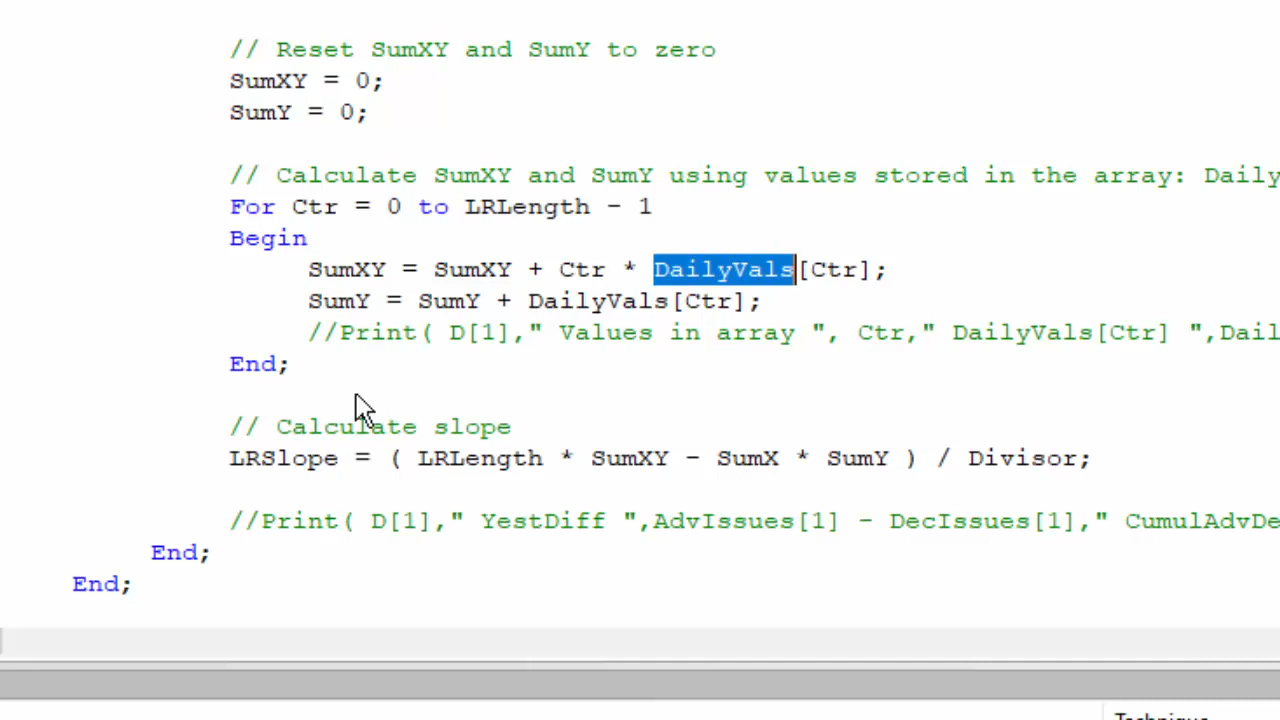 // Reset SumXY and SumY to zero
SumXY = 0;
SumY = 0;
// Calculate SumXY and SumY using values stored in the array: Daily
For Ctr = 0 to LRLength - 1
Begin
SumXY = SumXY + Ctr * DailyVals[Ctr];
SumY = SumY + DailyVals[Ctr];
//Print( D[1]," Values in array ", Ctr," DailyVals[Ctr] ",Dail
End;
// Calculate slope
LRSlope = ( LRLength * SumXY - SumX * SumY ) / Divisor;
//Print( D[1]," YestDiff ",AdvIssues[1] - DecIssues[1]," CumulAdvDe
End;
End;
Technique